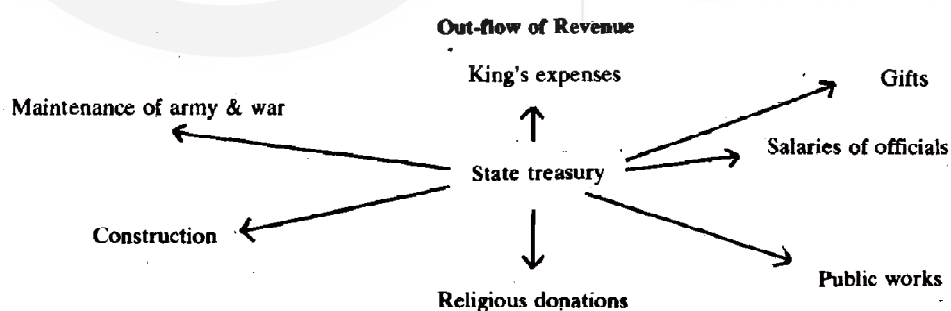 Out-flow of Revenue
King's expenses
Gifts
Maintenance of army & war
Salaries of officials
State treasury
Construction
Public works
Religious donations